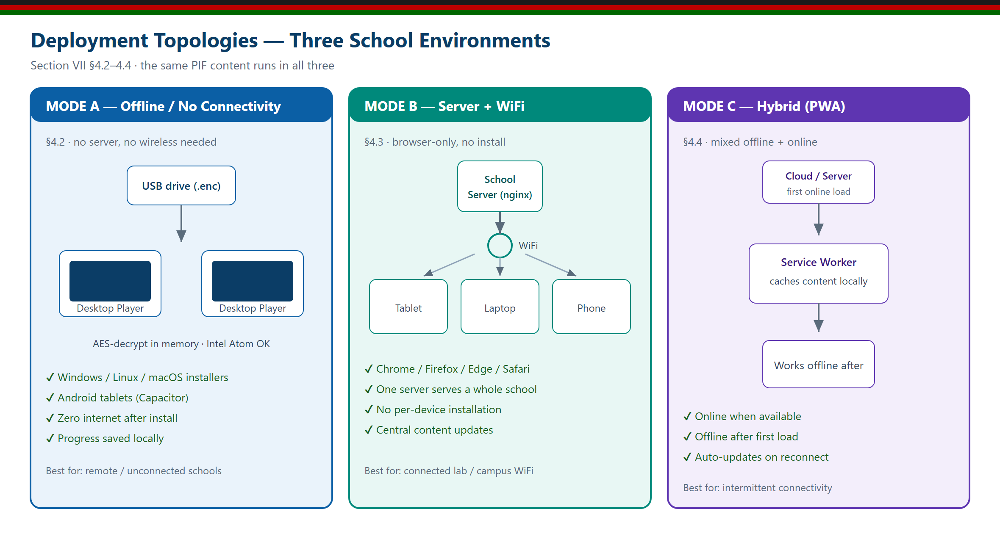 Deployment Topologies — Three School Environments
Section VII §4.2–4.4 · the same PIF content runs in all three
MODE A — Offline / No Connectivity
§4.2 · no server, no wireless needed
USB drive (.enc)
Desktop Player
Desktop Player
AES-decrypt in memory · Intel Atom OK
✓ Windows / Linux / macOS installers
✓ Android tablets (Capacitor)
✓ Zero internet after install
✓ Progress saved locally
Best for: remote / unconnected schools
MODE B — Server + WiFi
§4.3 · browser-only, no install
School
Server (nginx)
WiFi
Tablet
Laptop
Phone
✓ Chrome / Firefox / Edge / Safari
✓ One server serves a whole school
✓ No per-device installation
✓ Central content updates
Best for: connected lab / campus WiFi
MODE C — Hybrid (PWA)
§4.4 · mixed offline + online
Cloud / Server
first online load
Service Worker
caches content locally
Works offline after
✓ Online when available
✓ Offline after first load
✓ Auto-updates on reconnect
Best for: intermittent connectivity